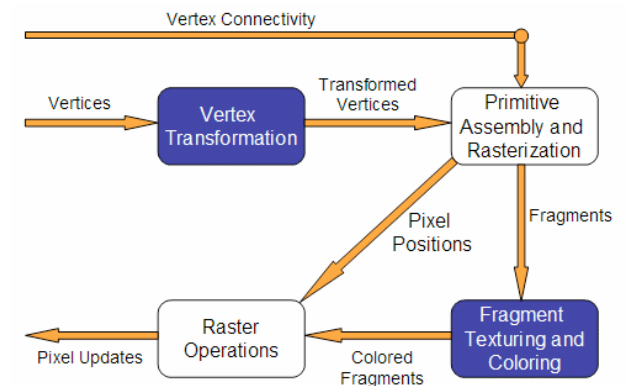 Vertex Connectivity
Vertices
Vertex
Transformation
Transformed
Vertices
Primitive
Assembly and
Rasterization
Pixel
Positions
Fragments
Raster
Operations
Fragment
Texturing and
Coloring
Pixel Updates
Colored
Fragments